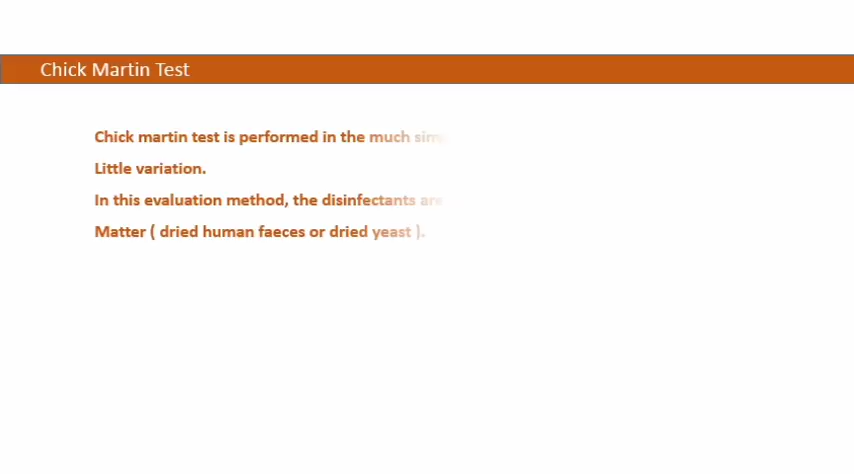 Chick Martin Test
Chick martin test is performed in the much
Little variation.
In this evaluation method, the disinfectants are
Matter ( dried human faeces or dried yeast ).